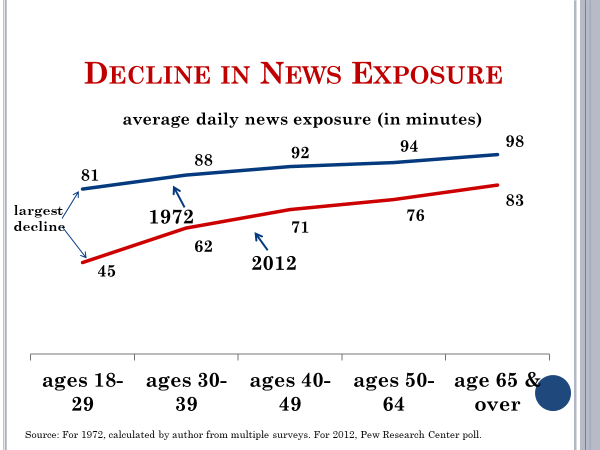 DECLINE IN NEWS EXPOSURE
average daily news exposure (in minutes)
81
88
92
94
98
largest
decline
1972
2012
45
62
71
76
83
ages 18-
29
ages 30-
39
ages 40-
49
ages 50-
64
age 65 &
over
Source: For 1972, calculated by author from multiple surveys. For 2012, Pew Research Center poll.